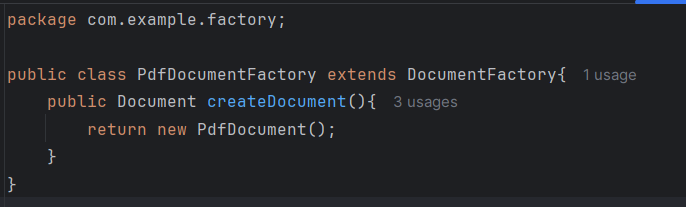 package com.example.factory;
public class PdfDocumentFactory extends DocumentFactory{ 1 usage
    public Document createDocument(){ 3 usages
        return new PdfDocument();
    }
}